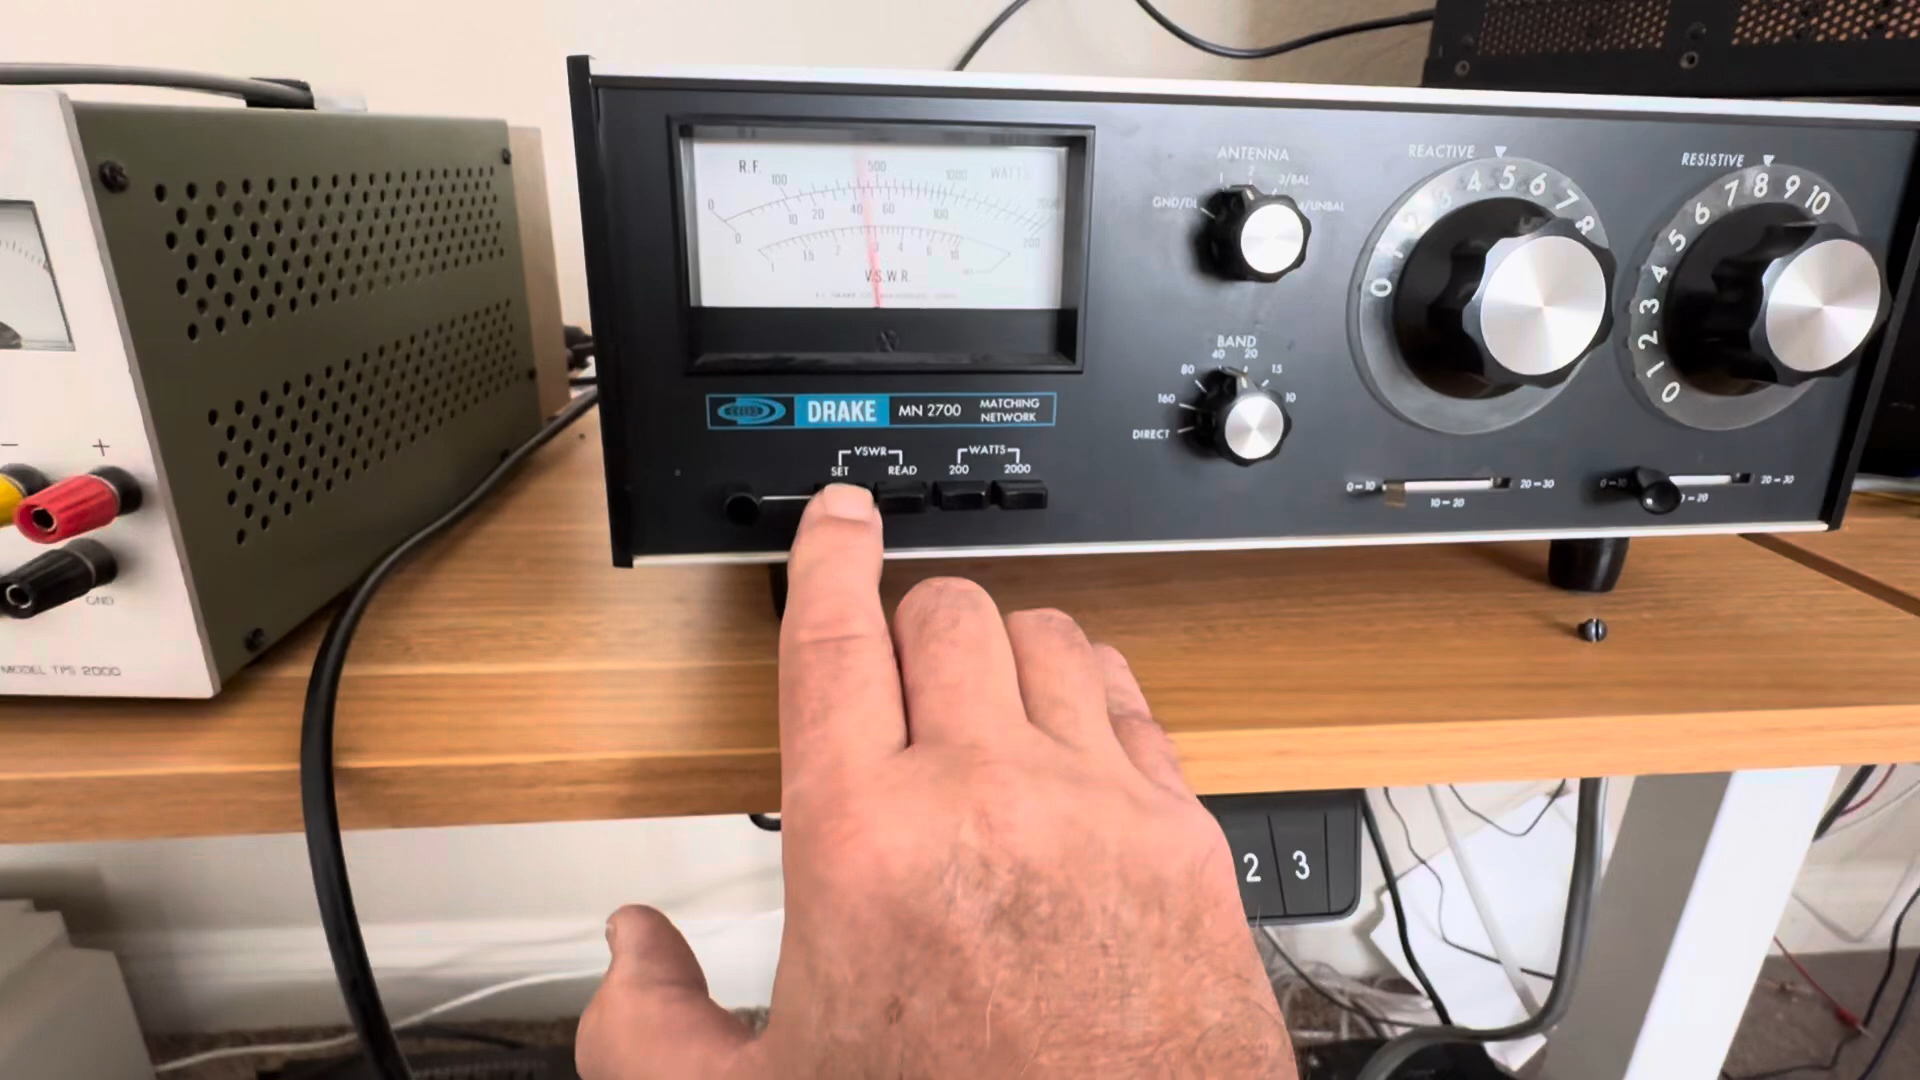 R.F.
100
500
1000
WATTS
0
2000
0
10
20
40
60
100
200
1
1.5
2
3
4
6
10
V.S.W.R.
DRAKE
MN 2700
MATCHING
NETWORK
VSWR
SET
READ
WATTS
200
2000
ANTENNA
GND/DL
1
2
3/BAL
4/UNBAL
BAND
DIRECT
160
80
40
20
15
10
REACTIVE
0 1 2 3 4 5 6 7 8
RESISTIVE
0 1 2 3 4 5 6 7 8 9 10
0-10
10-20
20-30
0-10
20-30
- +
GND
MODEL TPS 2000
2 3